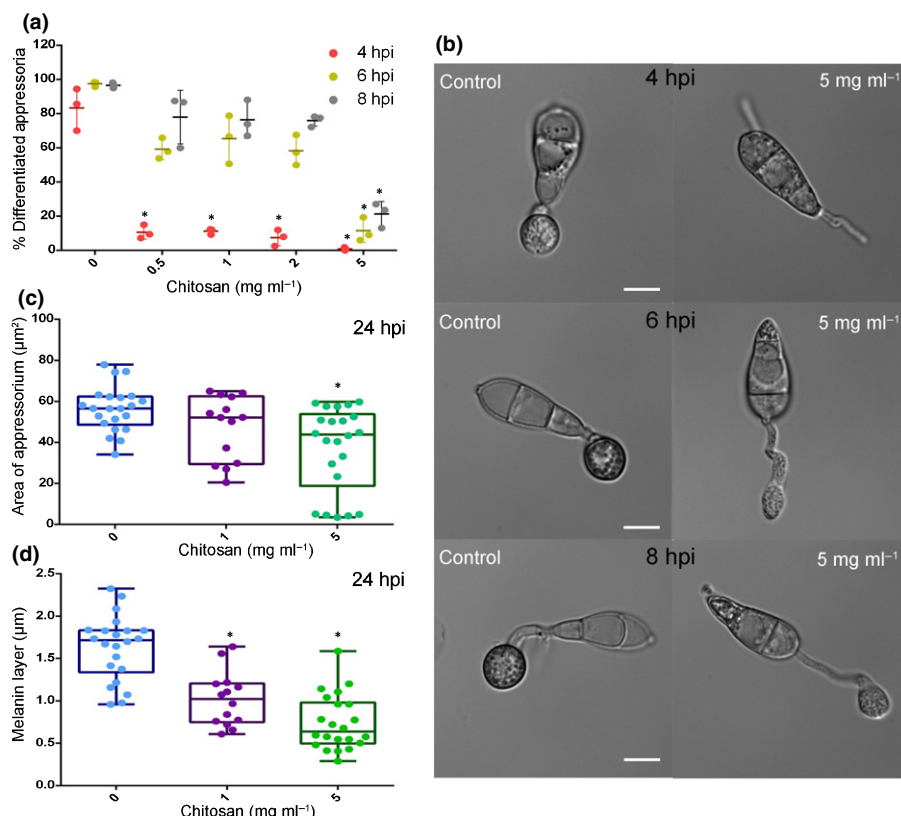 (a)
% Differentiated appressoria
120
100
80
60
40
20
0
4 hpi
6 hpi
8 hpi
* * * * * *
0 0.5 1 2 5
Chitosan (mg ml⁻¹)
(b)
Control 4 hpi 5 mg ml⁻¹
Control 6 hpi 5 mg ml⁻¹
Control 8 hpi 5 mg ml⁻¹
(c)
Area of appressorium (µm²)
100
80
60
40
20
0
24 hpi
*
0 1 5
Chitosan (mg ml⁻¹)
(d)
Melanin layer (µm)
2.5
2.0
1.5
1.0
0.5
0.0
24 hpi
* *
0 1 5
Chitosan (mg ml⁻¹)